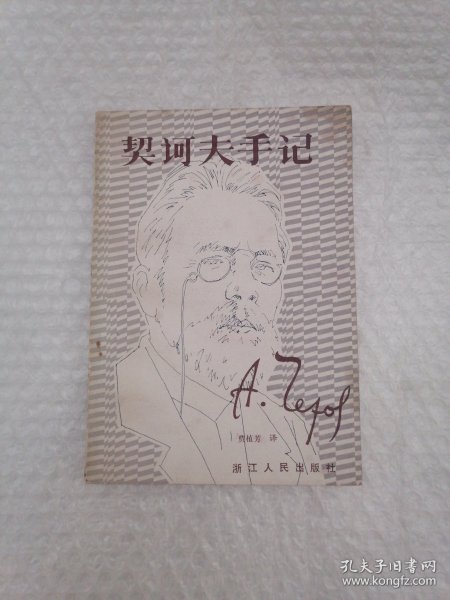 契诃夫手记
А. Чехов
贾植芳 译
浙江人民出版社
孔夫子旧书网
www.kongfz.com